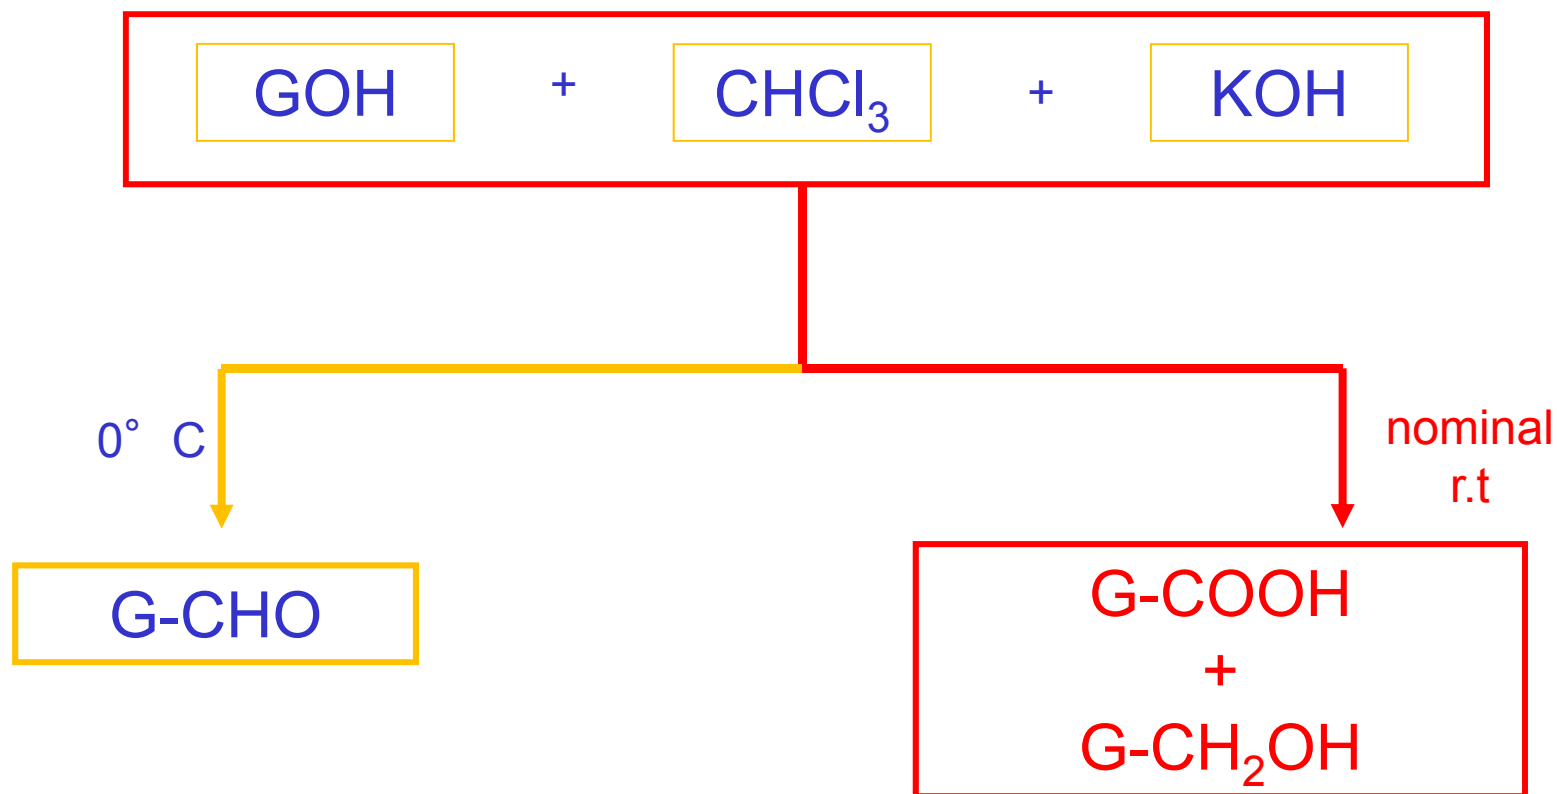 GOH + CHCl₃ + KOH
0° C
nominal
r.t
G-CHO
G-COOH
+
G-CH₂OH